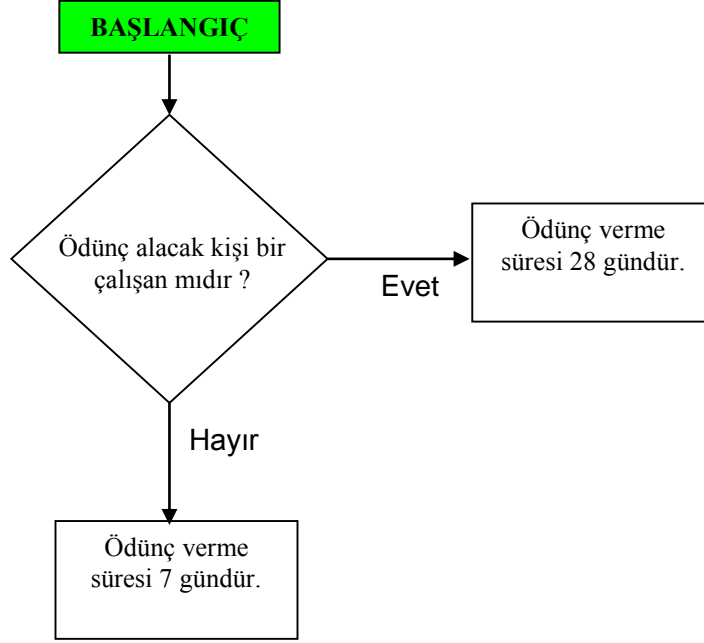 BAŞLANGIÇ
Ödünç alacak kişi bir
çalışan mıdır ?
Evet
Ödünç verme
süresi 28 gündür.
Hayır
Ödünç verme
süresi 7 gündür.